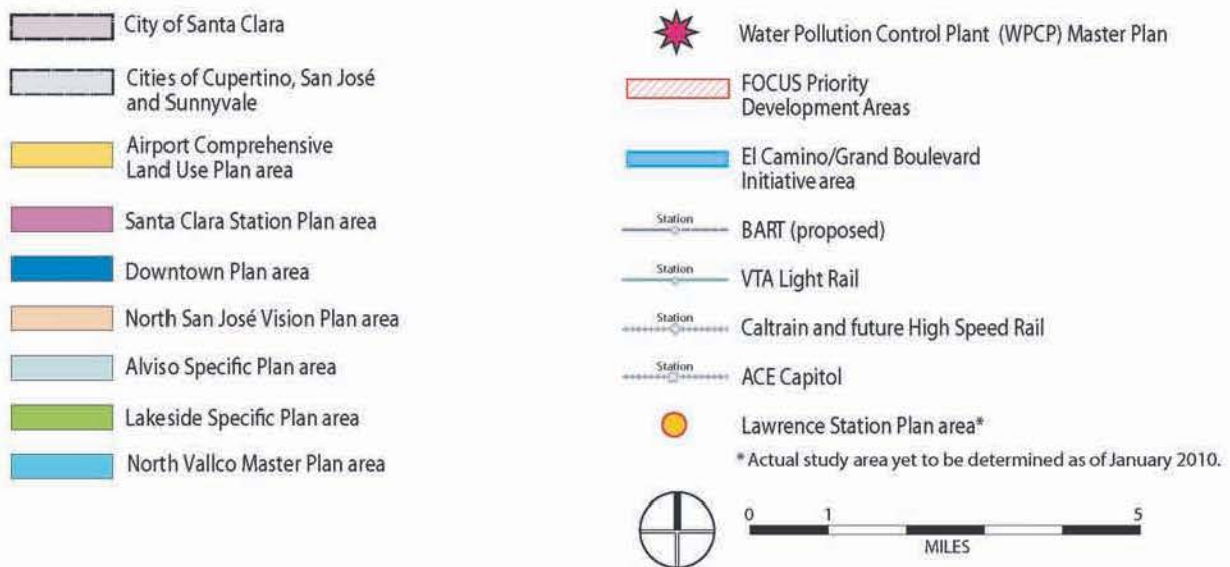 City of Santa Clara
Cities of Cupertino, San José
and Sunnyvale
Airport Comprehensive
Land Use Plan area
Santa Clara Station Plan area
Downtown Plan area
North San José Vision Plan area
Alviso Specific Plan area
Lakeside Specific Plan area
North Vallco Master Plan area
Water Pollution Control Plant (WPCP) Master Plan
FOCUS Priority
Development Areas
El Camino/Grand Boulevard
Initiative area
Station
BART (proposed)
Station
VTA Light Rail
Station
Caltrain and future High Speed Rail
Station
ACE Capitol
Lawrence Station Plan area*
* Actual study area yet to be determined as of January 2010.
0 1 5
MILES